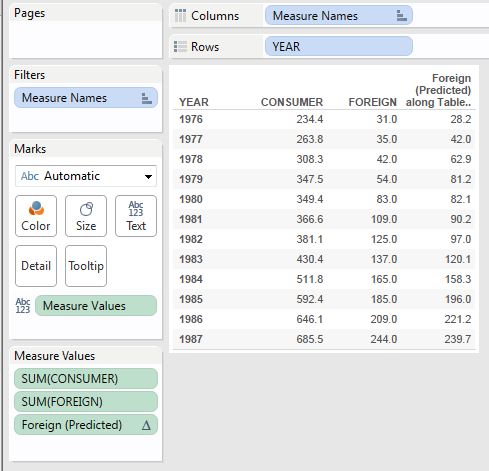 Pages
Columns Measure Names
Rows YEAR
Filters
Measure Names
Marks
Abc Automatic
Color Size Abc 123 Text
Detail Tooltip
Abc 123 Measure Values
Measure Values
SUM(CONSUMER)
SUM(FOREIGN)
Foreign (Predicted) Δ
Foreign
(Predicted)
YEAR CONSUMER FOREIGN along Table..
1976 234.4 31.0 28.2
1977 263.8 35.0 42.0
1978 308.3 42.0 62.9
1979 347.5 54.0 81.2
1980 349.4 83.0 82.1
1981 366.6 109.0 90.2
1982 381.1 125.0 97.0
1983 430.4 137.0 120.1
1984 511.8 165.0 158.3
1985 592.4 185.0 196.0
1986 646.1 209.0 221.2
1987 685.5 244.0 239.7